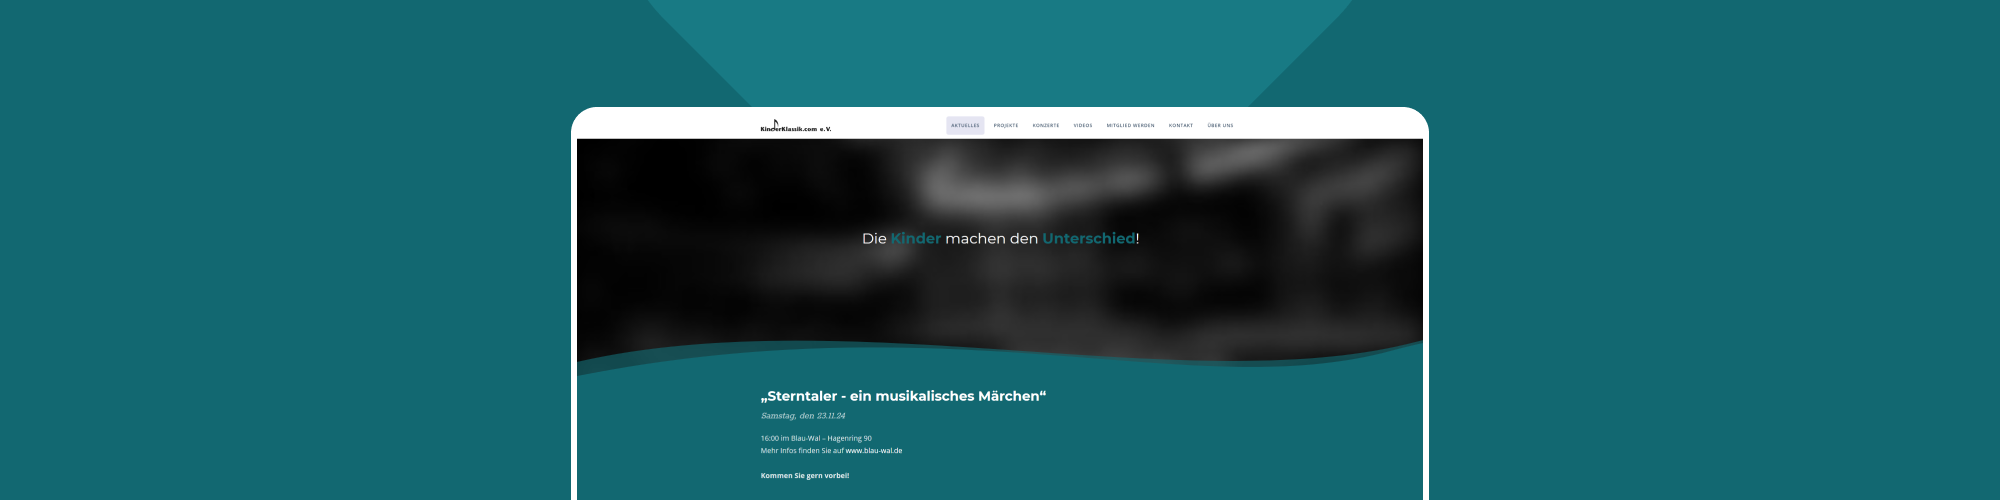 KinderKlassik.com e.V.
AKTUELLES PROJEKTE KONZERTE VIDEOS MITGLIED WERDEN KONTAKT ÜBER UNS
Die Kinder machen den Unterschied!
„Sterntaler - ein musikalisches Märchen“
Samstag, den 23.11.24
16:00 im Blau-Wal – Hagenring 90
Mehr Infos finden Sie auf www.blau-wal.de
Kommen Sie gern vorbei!